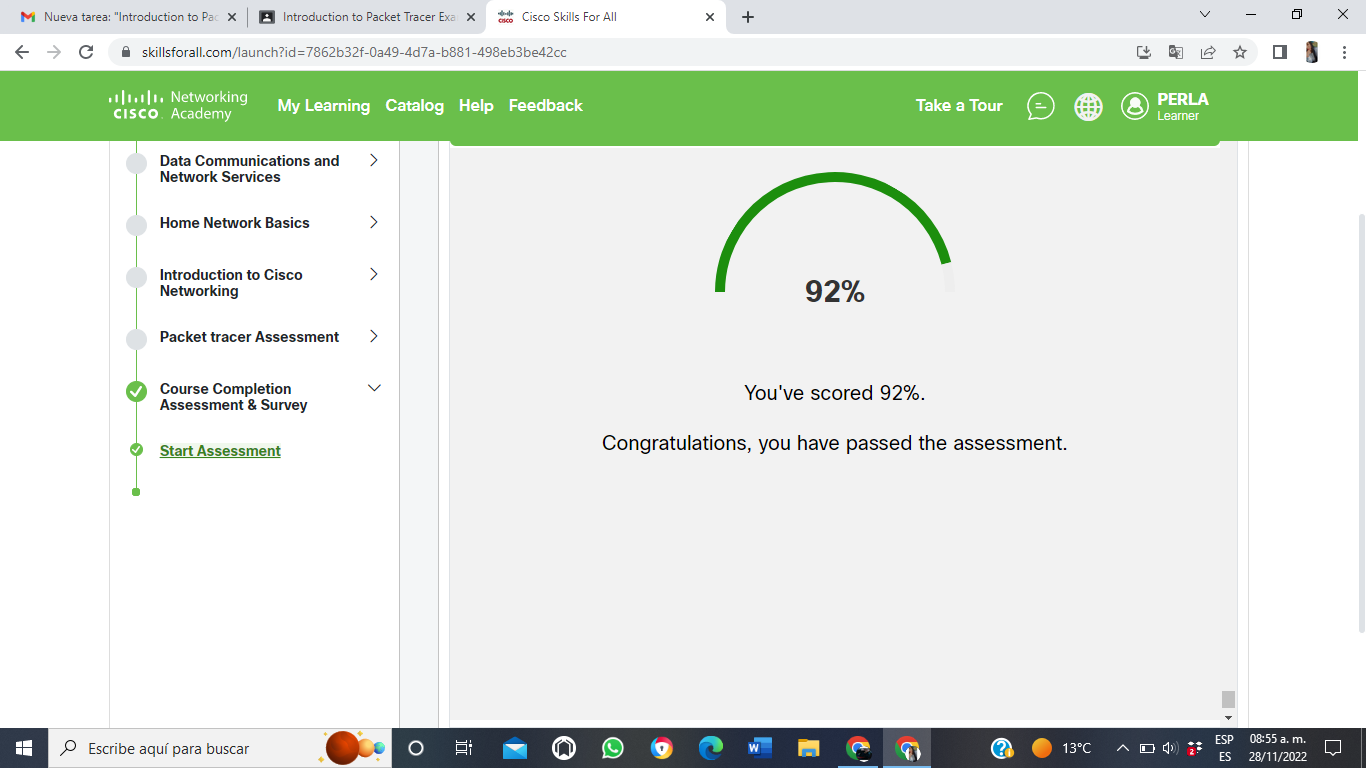 Nueva tarea: "Introduction to Pac
Introduction to Packet Tracer Exa
Cisco Skills For All
skillsforall.com/launch?id=7862b32f-0a49-4d7a-b881-498eb3be42cc
CISCO. Networking Academy
My Learning
Catalog
Help
Feedback
Take a Tour
PERLA
Learner
Data Communications and
Network Services
Home Network Basics
Introduction to Cisco
Networking
Packet tracer Assessment
Course Completion
Assessment & Survey
Start Assessment
92%
You've scored 92%.
Congratulations, you have passed the assessment.
Escribe aquí para buscar
13°C
ESP
ES
08:55 a. m.
28/11/2022